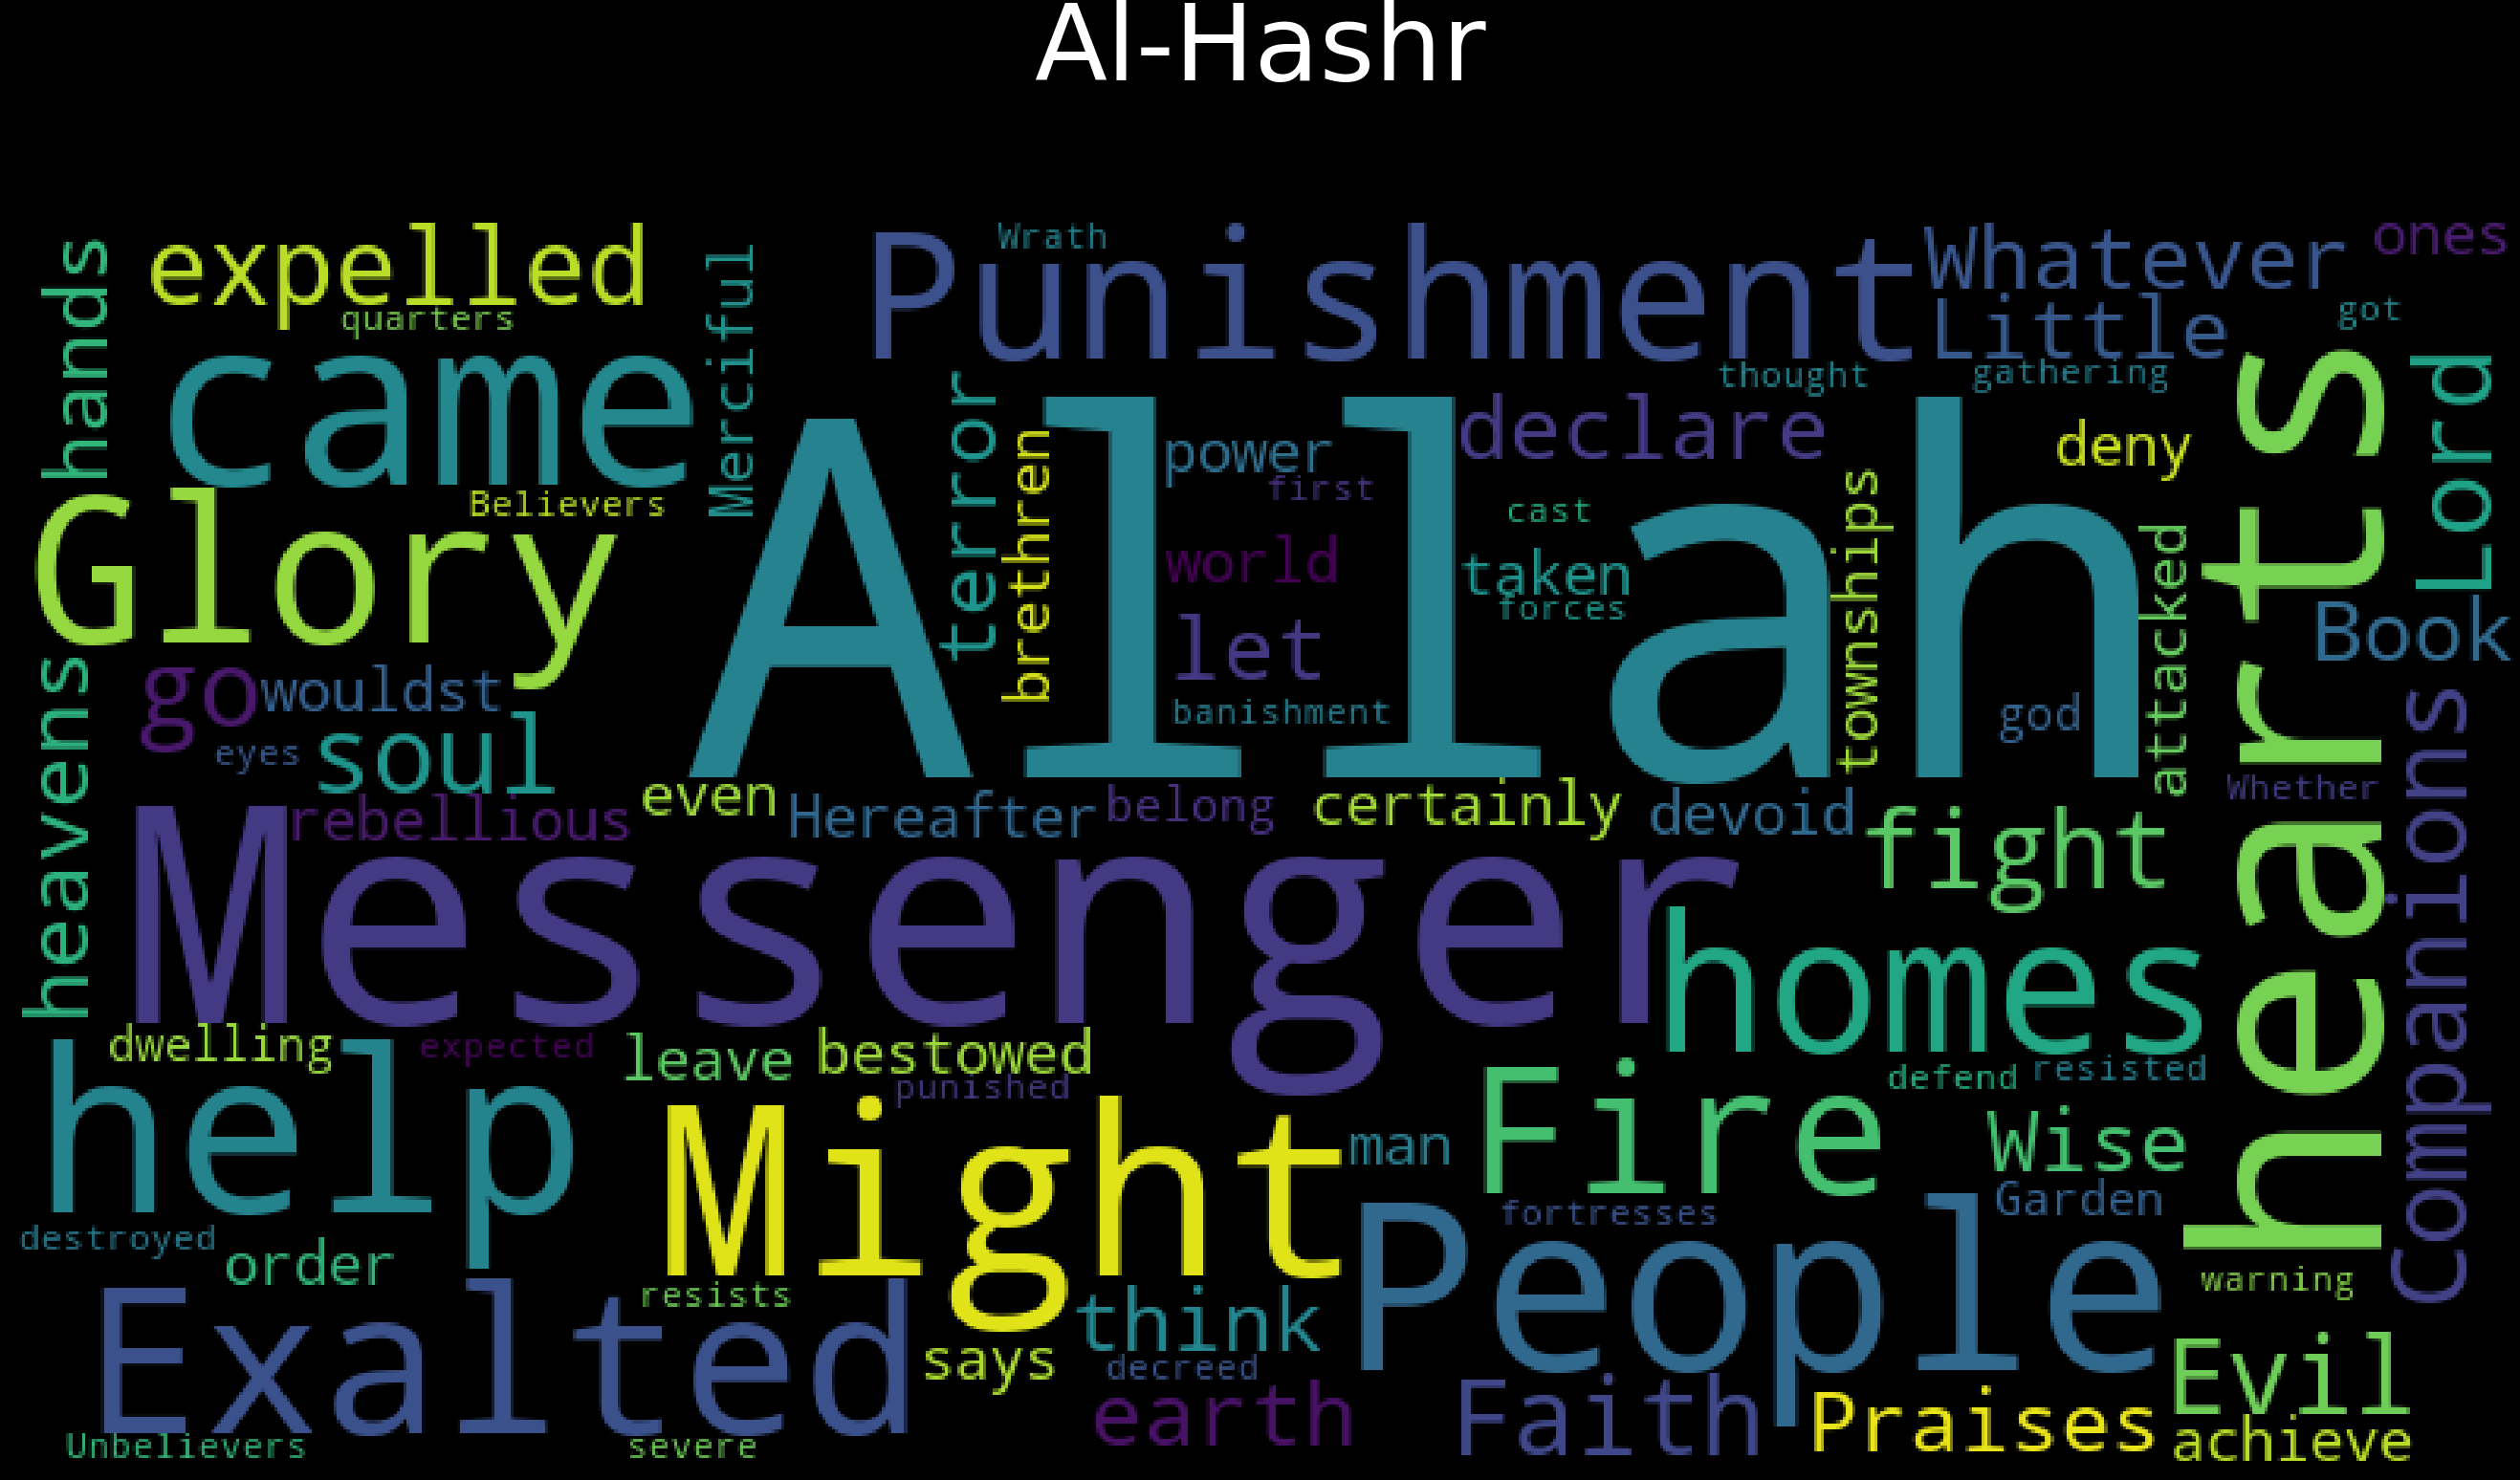 Al-Hashr
Wrath
Punishment
Whatever
ones
expelled
hands
Merciful
quarters
Little
got
came
thought
gathering
hearts
Lord
terror
Allah
declare
deny
brethren
power
first
Believers
Glory
cast
townships
attacked
world
taken
forces
Book
let
heavens
go
wouldst
banishment
god
companions
eyes
soul
rebellious
even
Hereafter
belong
certainly
devoid
Whether
fight
Messenger
homes
dwelling
expected
leave
bestowed
punished
defend
resisted
help
Might
man
Fire
Wise
Garden
destroyed
order
fortresses
People
warning
Exalted
resists
think
says
decreed
Evil
earth
Faith
Praises
achieve
Unbelievers
severe